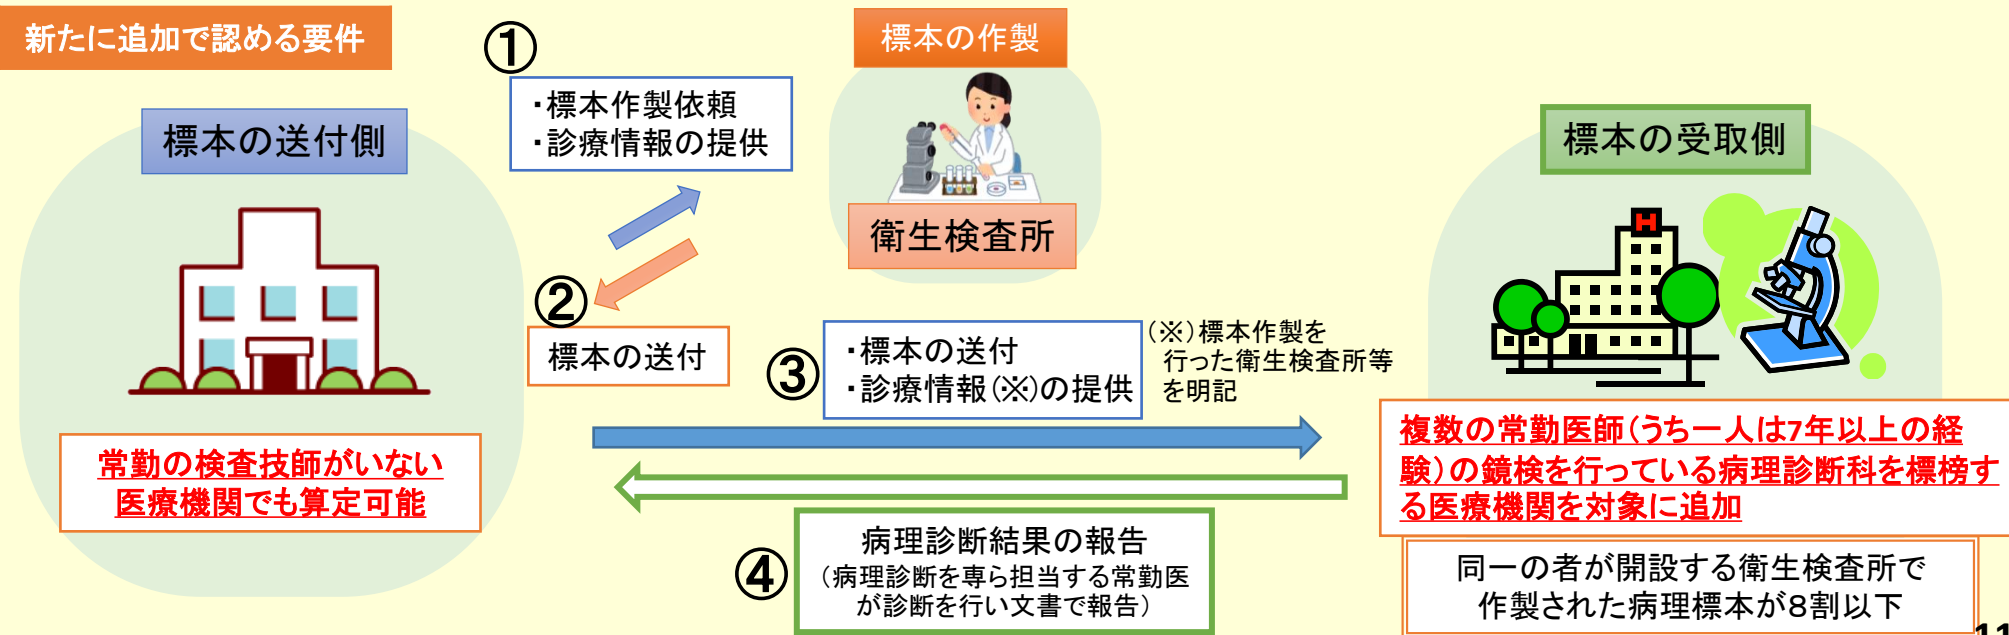 新たに追加で認める要件
①
・標本作製依頼
・診療情報の提供
標本の作製
衛生検査所
標本の送付側
標本の受取側
H
②
標本の送付
③
・標本の送付
・診療情報(※)の提供
(※)標本作製を
行った衛生検査所等
を明記
常勤の検査技師がいない
医療機関でも算定可能
複数の常勤医師(うち一人は7年以上の経
験)の鏡検を行っている病理診断科を標榜す
る医療機関を対象に追加
④
病理診断結果の報告
(病理診断を専ら担当する常勤医
が診断を行い文書で報告)
同一の者が開設する衛生検査所で
作製された病理標本が8割以下
11